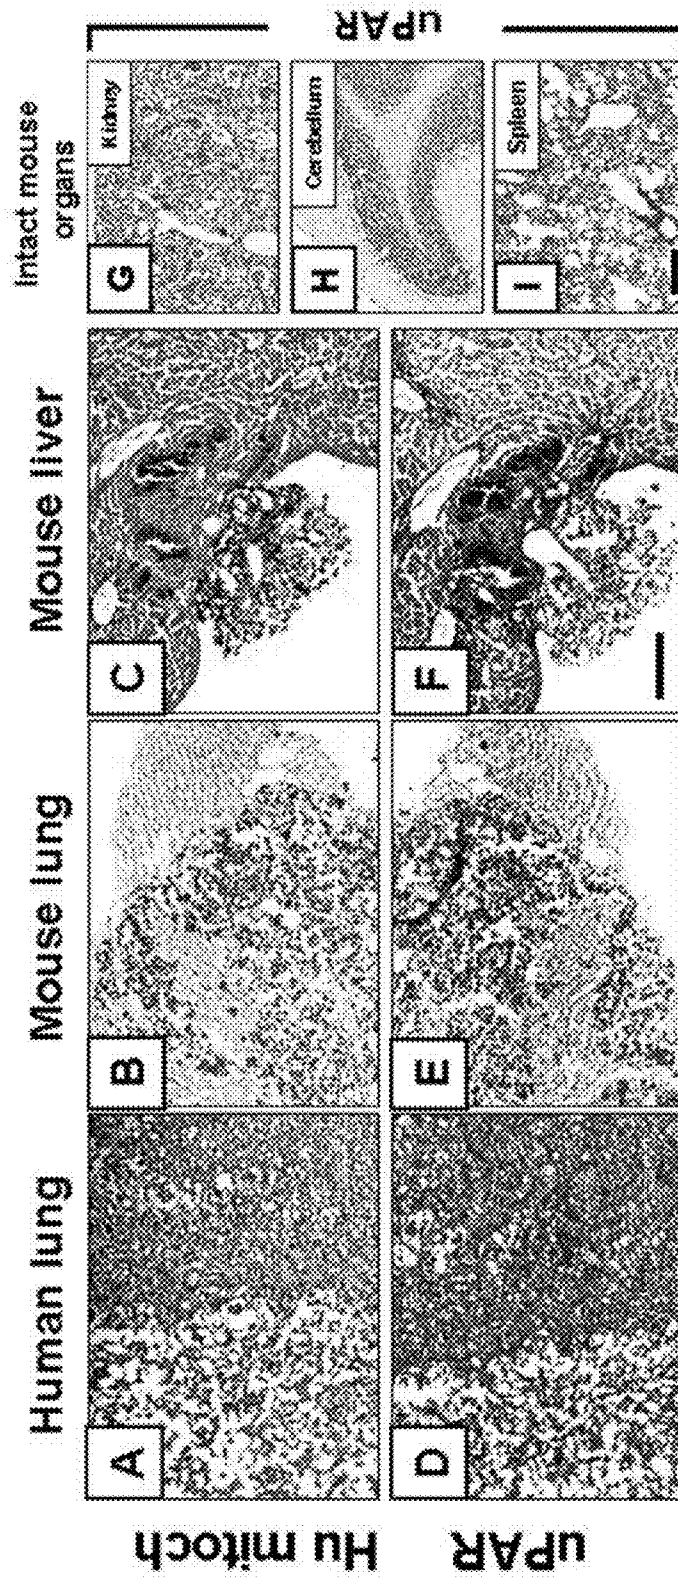 Human lung
Mouse lung
Mouse liver
Intact mouse
organs
Hu mitoch
uPAR
uPAR
A
B
C
D
E
F
G
Kidney
H
Cerebellum
I
Spleen